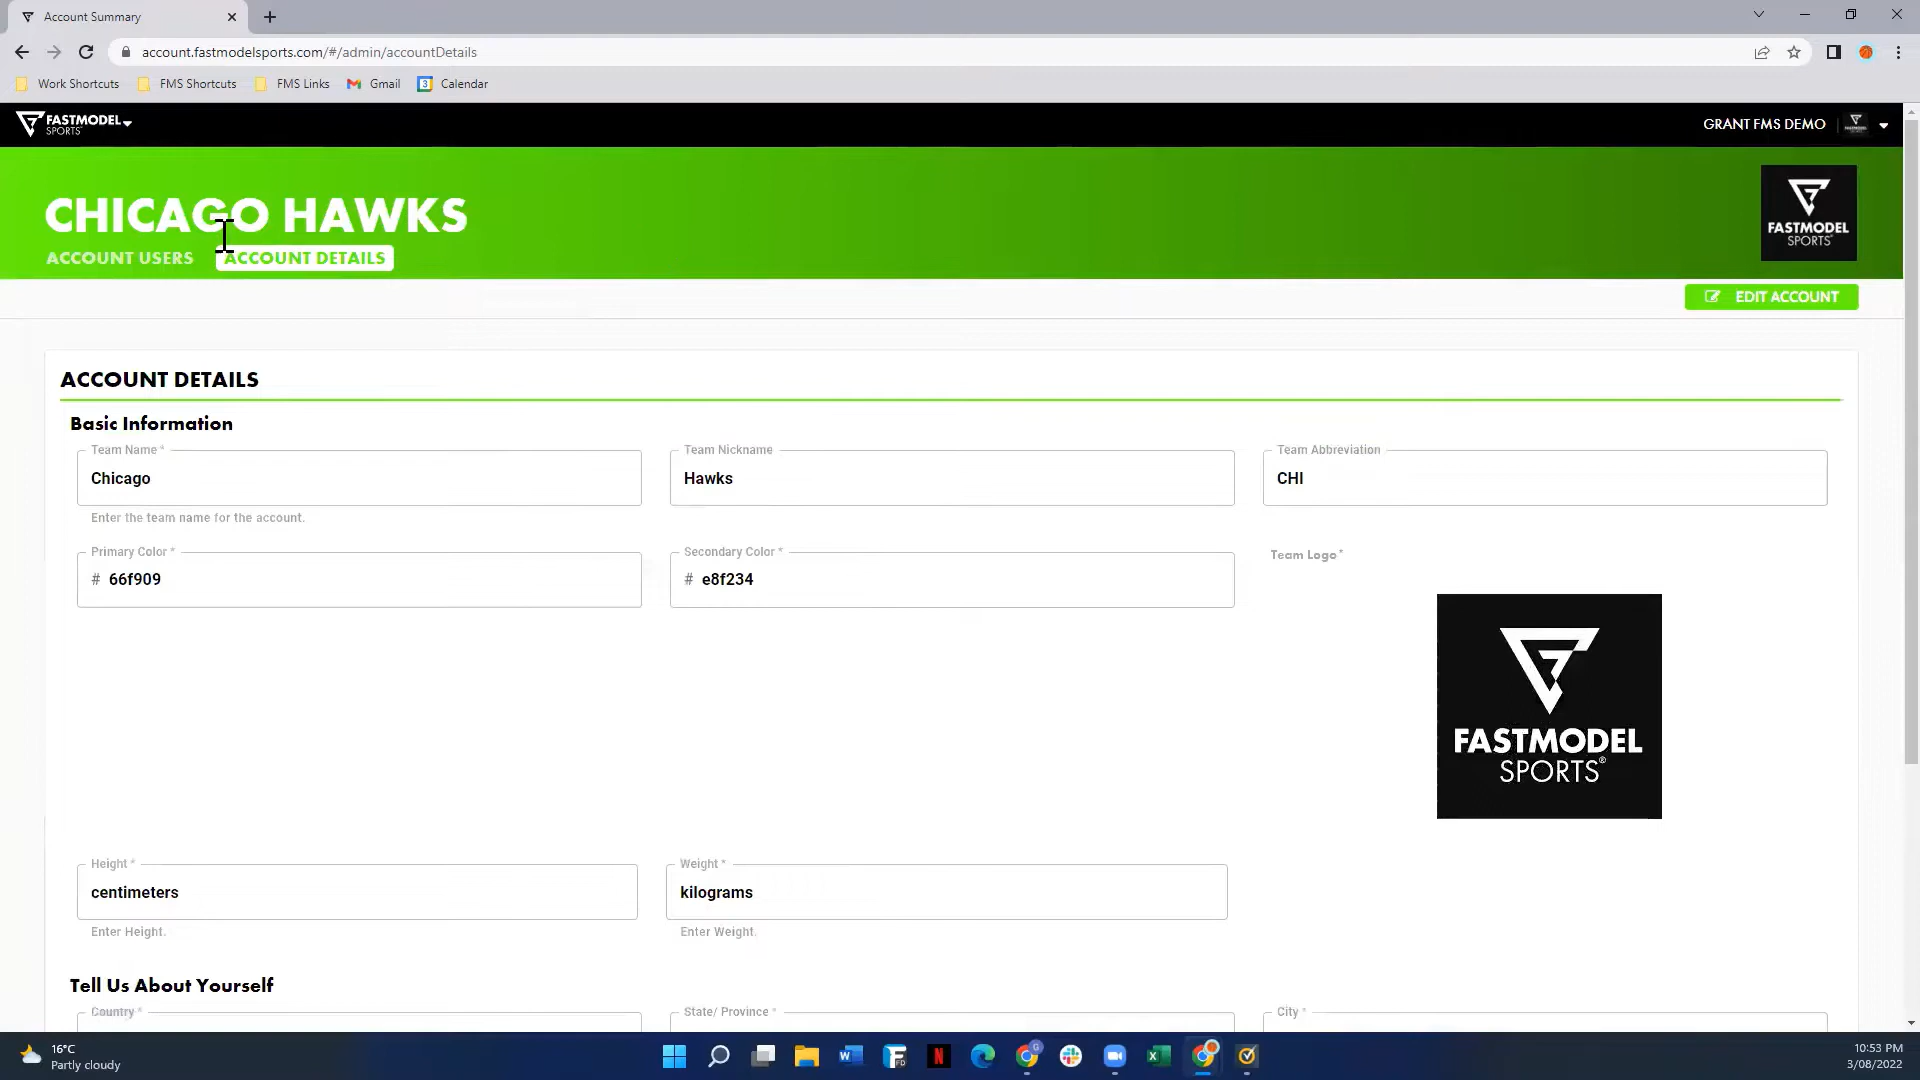 Account Summary
account.fastmodelsports.com/#/admin/accountDetails
Work Shortcuts FMS Shortcuts FMS Links Gmail Calendar
FASTMODEL
SPORTS
GRANT FMS DEMO
CHICAGO HAWKS
ACCOUNT USERS ACCOUNT DETAILS
FASTMODEL
SPORTS
EDIT ACCOUNT
ACCOUNT DETAILS
Basic Information
Team Name * Team Nickname Team Abbreviation
Chicago Hawks CHI
Enter the team name for the account.
Primary Color * Secondary Color * Team Logo *
# 66f909 # e8f234
FASTMODEL
SPORTS®
Height * Weight *
centimeters kilograms
Enter Height. Enter Weight.
Tell Us About Yourself
Country * State/ Province * City *
16°C
Partly cloudy
10:53 PM
3/08/2022